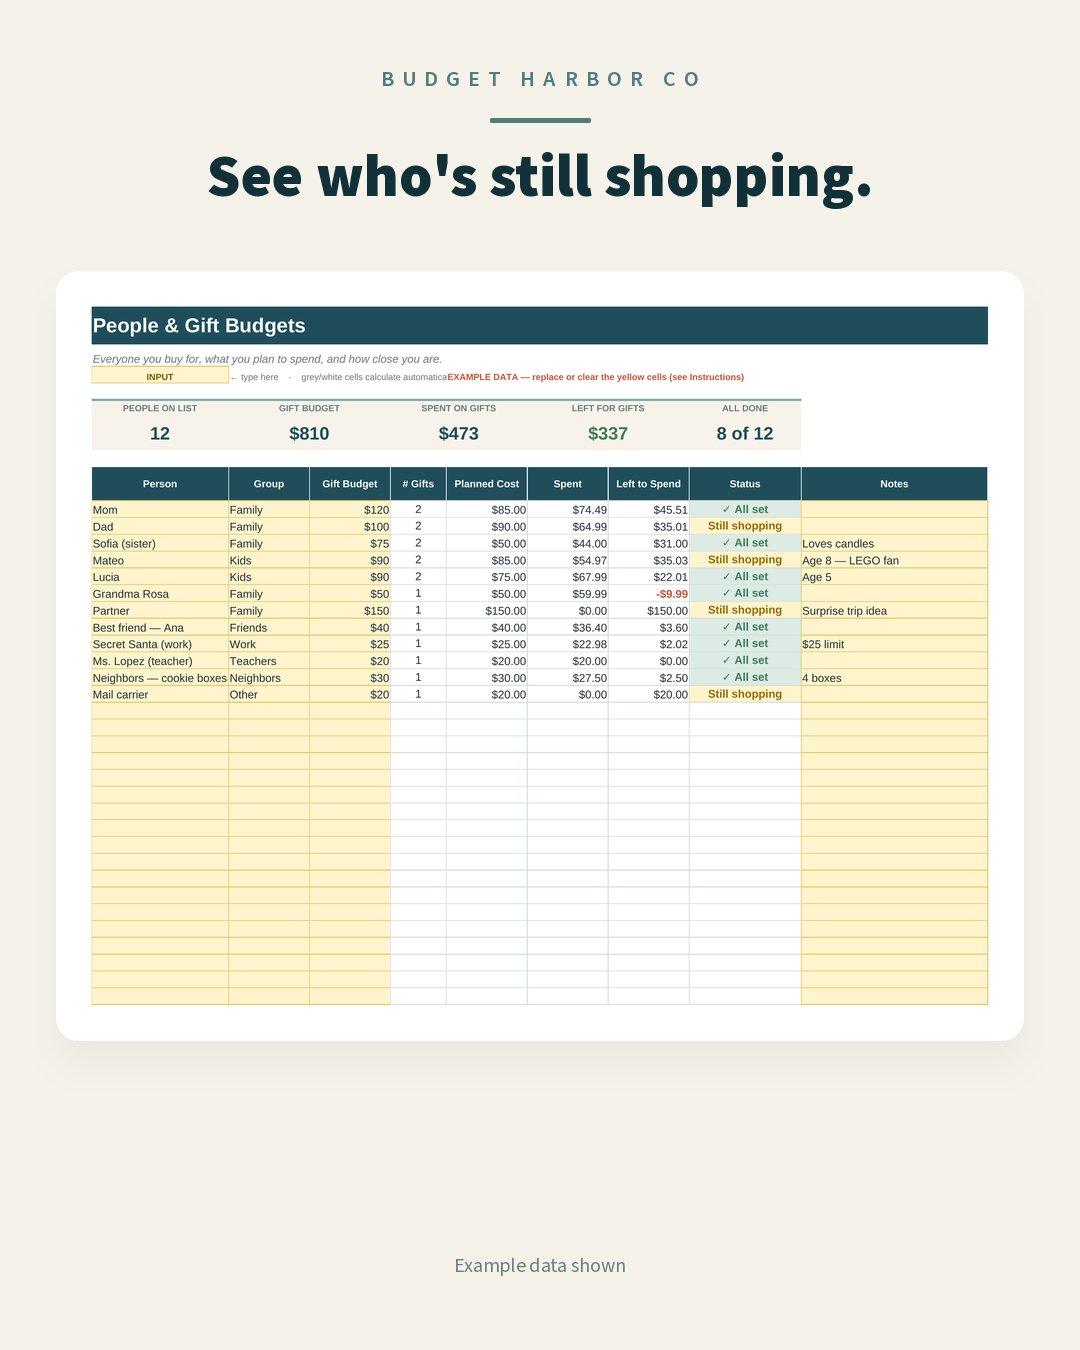 BUDGET HARBOR CO
See who's still shopping.
People & Gift Budgets
Everyone you buy for, what you plan to spend, and how close you are.
INPUT ← type here · grey/white cells calculate automatica EXAMPLE DATA — replace or clear the yellow cells (see Instructions)
PEOPLE ON LIST GIFT BUDGET SPENT ON GIFTS LEFT FOR GIFTS ALL DONE
12 $810 $473 $337 8 of 12
Person Group Gift Budget # Gifts Planned Cost Spent Left to Spend Status Notes
Mom Family $120 2 $85.00 $74.49 $45.51 ✓ All set
Dad Family $100 2 $90.00 $64.99 $35.01 Still shopping
Sofia (sister) Family $75 2 $50.00 $44.00 $31.00 ✓ All set Loves candles
Mateo Kids $90 2 $85.00 $54.97 $35.03 Still shopping Age 8 — LEGO fan
Lucia Kids $90 2 $75.00 $67.99 $22.01 ✓ All set Age 5
Grandma Rosa Family $50 1 $50.00 $59.99 -$9.99 ✓ All set
Partner Family $150 1 $150.00 $0.00 $150.00 Still shopping Surprise trip idea
Best friend — Ana Friends $40 1 $40.00 $36.40 $3.60 ✓ All set
Secret Santa (work) Work $25 1 $25.00 $22.98 $2.02 ✓ All set $25 limit
Ms. Lopez (teacher) Teachers $20 1 $20.00 $20.00 $0.00 ✓ All set
Neighbors — cookie boxes Neighbors $30 1 $30.00 $27.50 $2.50 ✓ All set 4 boxes
Mail carrier Other $20 1 $20.00 $0.00 $20.00 Still shopping
Example data shown